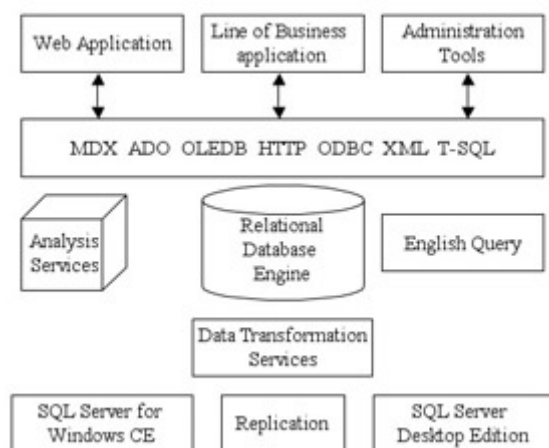 Web Application
Line of Business
application
Administration
Tools
MDX ADO OLEDB HTTP ODBC XML T-SQL
Analysis
Services
Relational
Database
Engine
English Query
Data Transformation
Services
SQL Server for
Windows CE
Replication
SQL Server
Desktop Edition